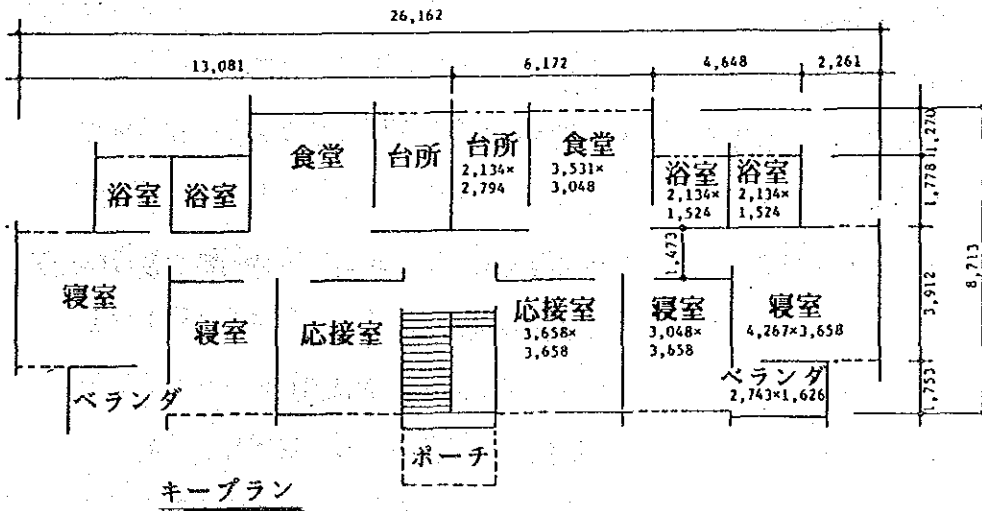 26,162
13,081
6,172
4,648
2,261
食堂
台所
台所
2,134×
2,794
食堂
3,531×
3,048
浴室
浴室
浴室
2,134×
1,524
浴室
2,134×
1,524
1,270
1,778
3,912
1,753
8,713
1,473
寝室
寝室
応接室
応接室
3,658×
3,658
寝室
3,048×
3,658
寝室
4,267×3,658
ベランダ
ベランダ
2,743×1,626
ポーチ
キープラン